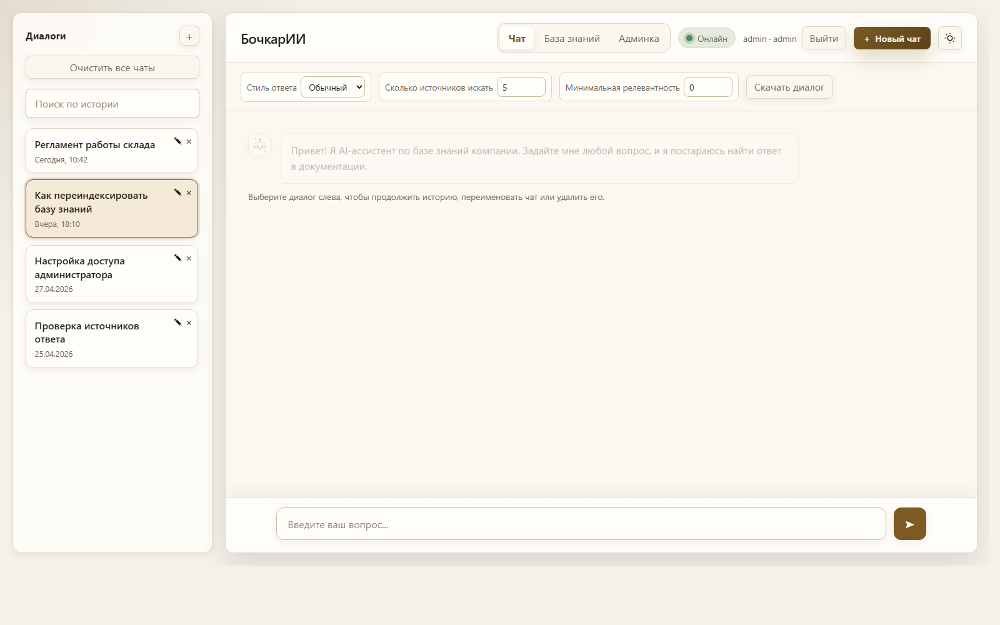 Диалоги
+
Очистить все чаты
Поиск по истории
Регламент работы склада
Сегодня, 10:42
Как переиндексировать
базу знаний
Вчера, 18:10
Настройка доступа
администратора
27.04.2026
Проверка источников
ответа
25.04.2026
БочкарИИ
Чат
База знаний
Админка
Онлайн
admin · admin
Выйти
+ Новый чат
Стиль ответа
Обычный
Сколько источников искать
5
Минимальная релевантность
0
Скачать диалог
Привет! Я AI-ассистент по базе знаний компании. Задайте мне любой вопрос, и я постараюсь найти ответ
в документации.
Выберите диалог слева, чтобы продолжить историю, переименовать чат или удалить его.
Введите ваш вопрос...